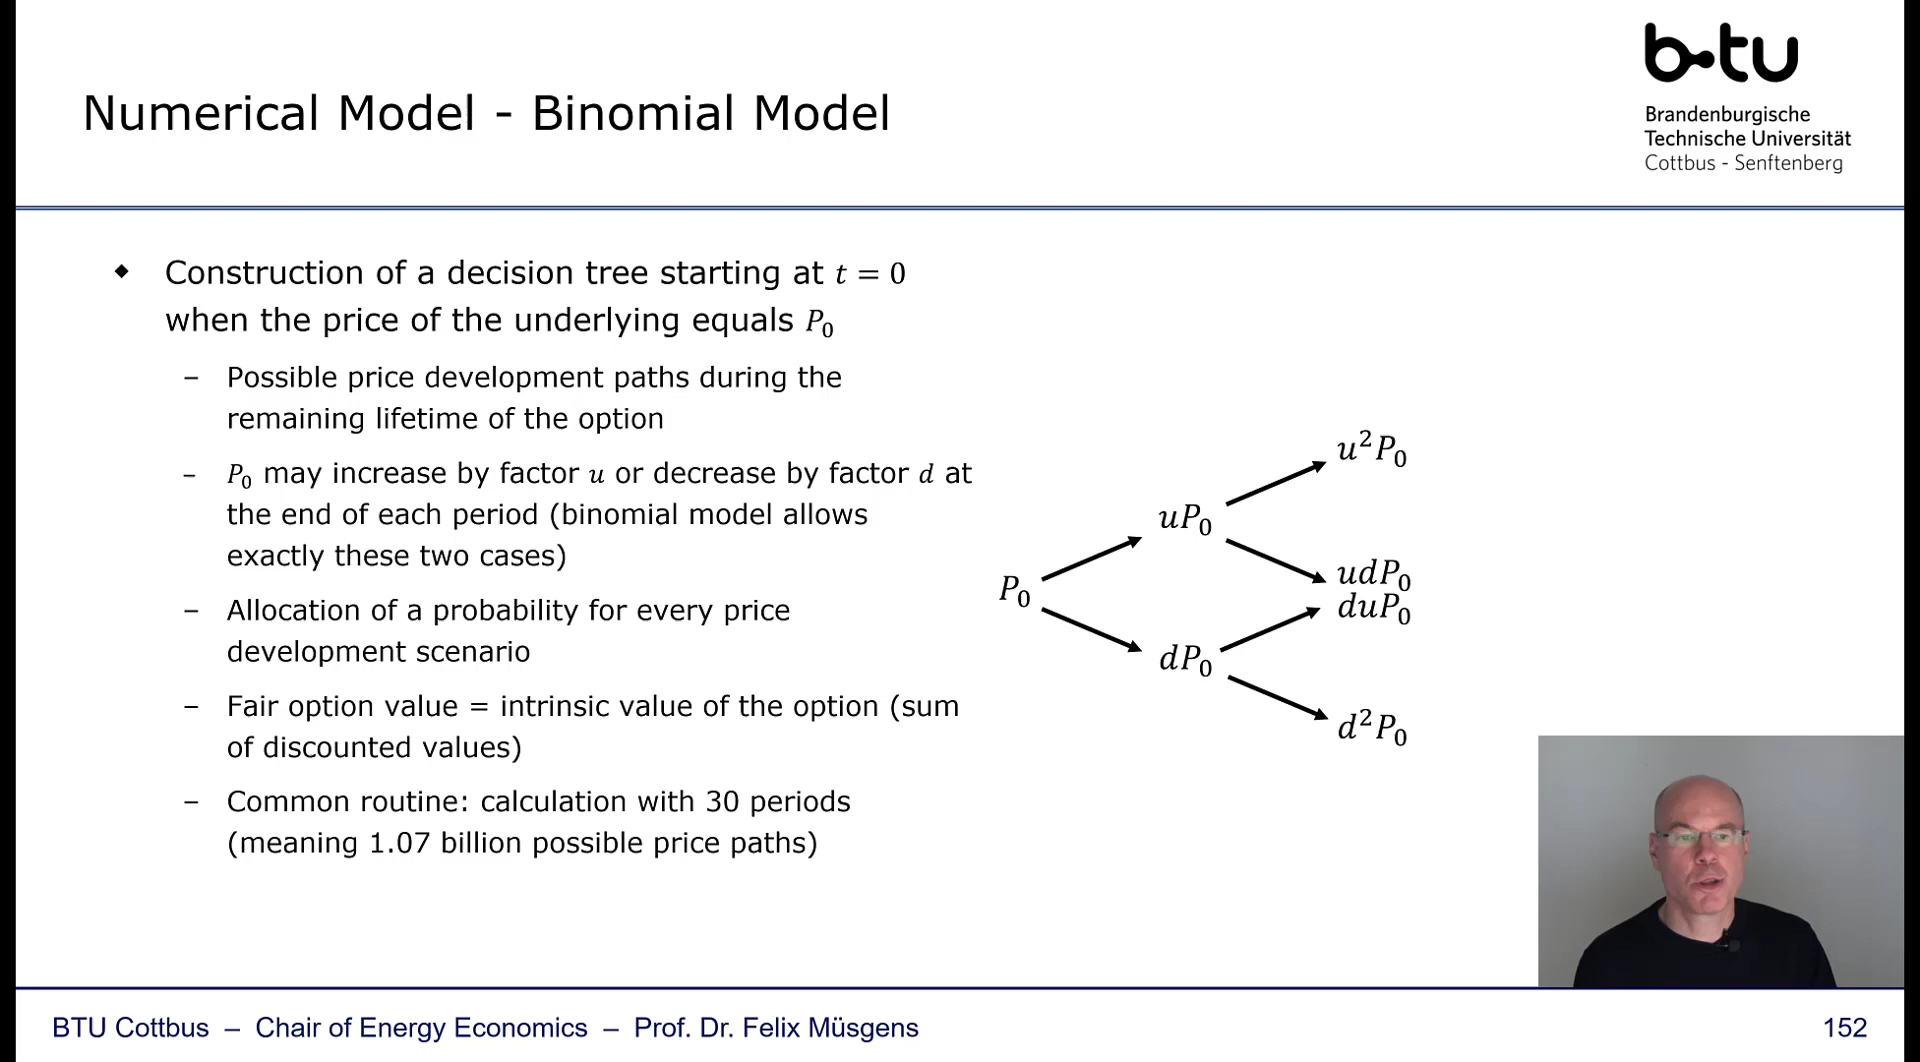 b-tu
Brandenburgische
Technische Universität
Cottbus - Senftenberg
Numerical Model - Binomial Model
◆ Construction of a decision tree starting at t = 0
when the price of the underlying equals P₀
– Possible price development paths during the
remaining lifetime of the option
– P₀ may increase by factor u or decrease by factor d at
the end of each period (binomial model allows
exactly these two cases)
– Allocation of a probability for every price
development scenario
– Fair option value = intrinsic value of the option (sum
of discounted values)
– Common routine: calculation with 30 periods
(meaning 1.07 billion possible price paths)
P₀
uP₀
dP₀
u²P₀
udP₀
duP₀
d²P₀
BTU Cottbus – Chair of Energy Economics – Prof. Dr. Felix Müsgens
152